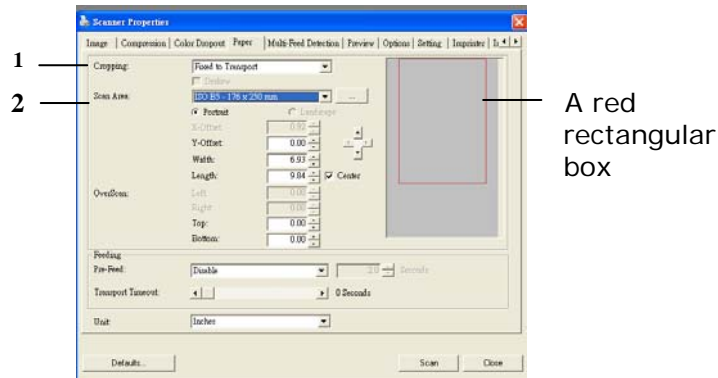 Scanner Properties
Image Compression Color Dropout Paper Multi-Feed Detection Preview Options Setting Imprinter
1 Cropping: Fixed to Transport
Deskew
2 Scan Area: ISO B5 - 176 x 250 mm ...
Portrait Landscape
X-Offset: 0.92
Y-Offset: 0.00
Width: 6.93
Length: 9.84 Center
OverScan: Left: 0.00
Right: 0.00
Top: 0.00
Bottom: 0.00
Feeding
Pre-Feed: Disable 20 Seconds
Transport Timeout: 0 Seconds
Unit: Inches
Defaults... Scan Close
A red
rectangular
box